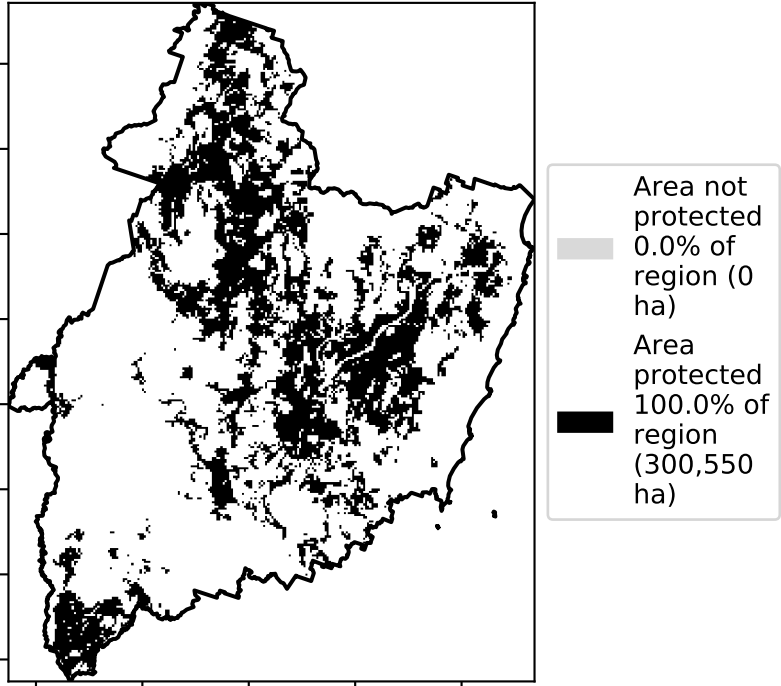 Area not
protected
0.0% of
region (0
ha)
Area
protected
100.0% of
region
(300,550
ha)